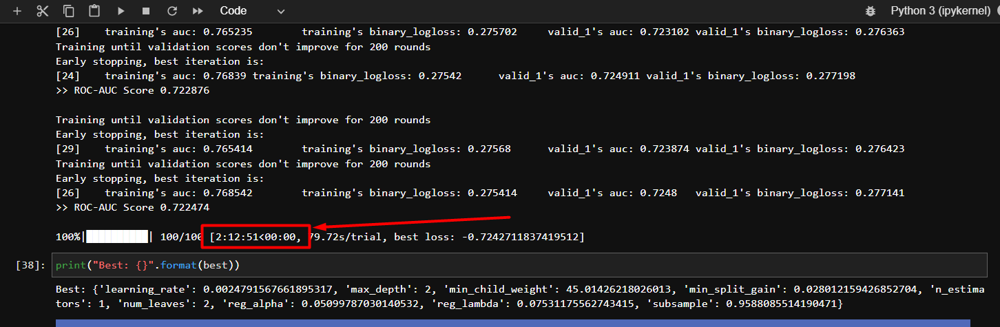 Code Python 3 (ipykernel)
[26] training's auc: 0.765235 training's binary_logloss: 0.275702 valid_1's auc: 0.723102 valid_1's binary_logloss: 0.276363
Training until validation scores don't improve for 200 rounds
Early stopping, best iteration is:
[24] training's auc: 0.76839 training's binary_logloss: 0.27542 valid_1's auc: 0.724911 valid_1's binary_logloss: 0.277198
>> ROC-AUC Score 0.722876
Training until validation scores don't improve for 200 rounds
Early stopping, best iteration is:
[29] training's auc: 0.765414 training's binary_logloss: 0.27568 valid_1's auc: 0.723874 valid_1's binary_logloss: 0.276423
Training until validation scores don't improve for 200 rounds
Early stopping, best iteration is:
[26] training's auc: 0.768542 training's binary_logloss: 0.275414 valid_1's auc: 0.7248 valid_1's binary_logloss: 0.277141
>> ROC-AUC Score 0.722474
100%|██████████| 100/100 [2:12:51<00:00, 79.72s/trial, best loss: -0.7242711837419512]
[38]: print("Best: {}".format(best))
Best: {'learning_rate': 0.0024791567661895317, 'max_depth': 2, 'min_child_weight': 45.01426218026013, 'min_split_gain': 0.028012159426852704, 'n_estima
tors': 1, 'num_leaves': 2, 'reg_alpha': 0.05099787030140532, 'reg_lambda': 0.07531175562743415, 'subsample': 0.9588085514190471}